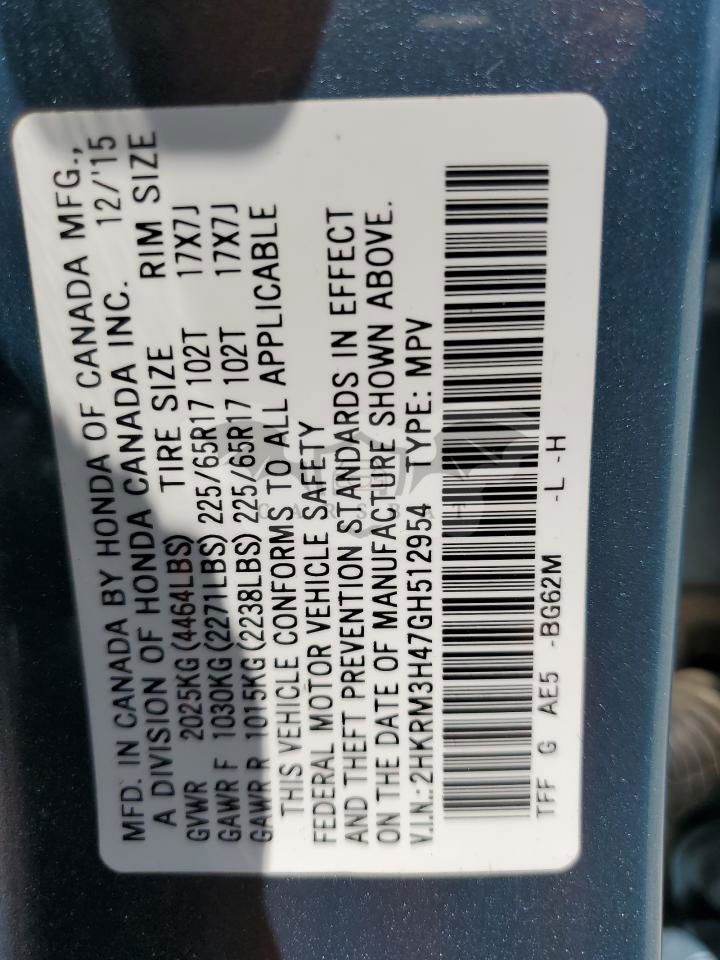 MFD. IN CANADA BY HONDA OF CANADA MFG.,
A DIVISION OF HONDA CANADA INC. 12/'15
GVWR 2025KG(4464LBS) TIRE SIZE RIM SIZE
GAWR F 1030KG(2271LBS) 225/65R17 102T 17X7J
GAWR R 1015KG(2238LBS) 225/65R17 102T 17X7J
THIS VEHICLE CONFORMS TO ALL APPLICABLE
FEDERAL MOTOR VEHICLE SAFETY
AND THEFT PREVENTION STANDARDS IN EFFECT
ON THE DATE OF MANUFACTURE SHOWN ABOVE.
V.I.N.: 2HKRM3H47GH512954 TYPE: MPV
TFF G AE5 -BG62M -L -H
CARSBAT